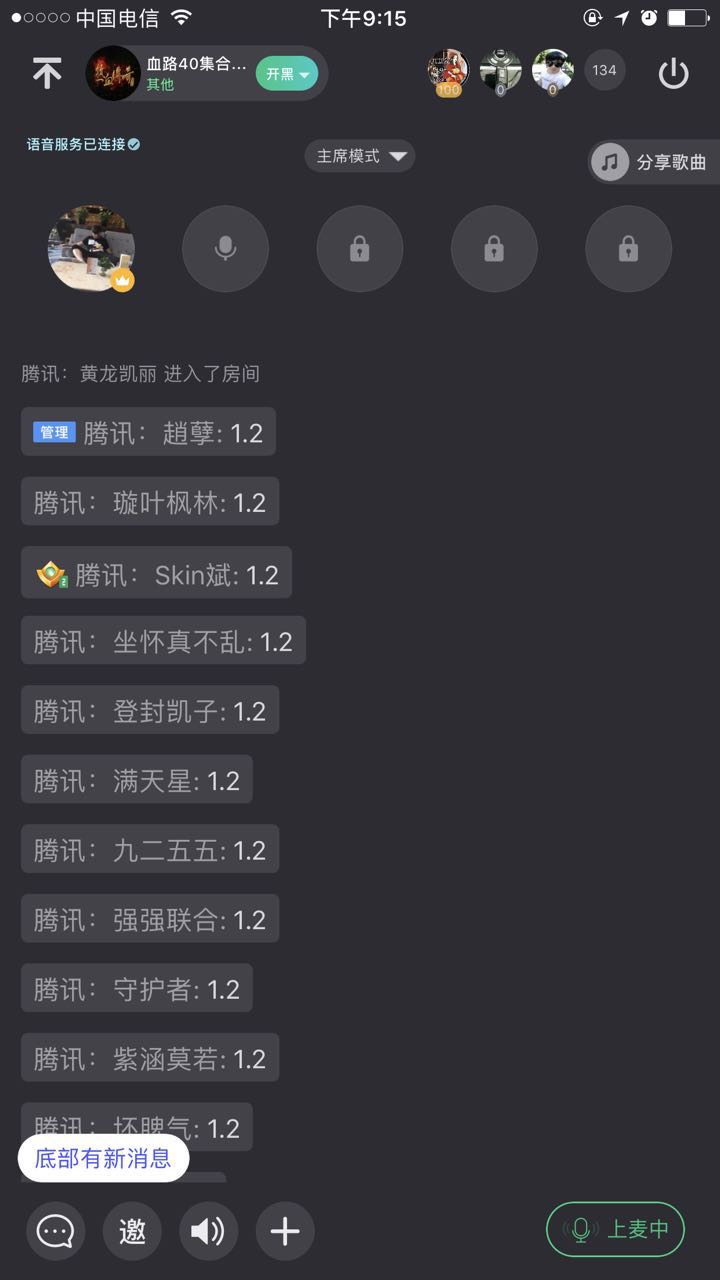 中国电信
下午9:15
血路40集合...
其他
开黑
100
0
0
134
语音服务已连接
主席模式
分享歌曲
腾讯：黄龙凯丽 进入了房间
管理 腾讯：趙孽: 1.2
腾讯：璇叶枫林: 1.2
2 腾讯：Skin斌: 1.2
腾讯：坐怀真不乱: 1.2
腾讯：登封凯子: 1.2
腾讯：满天星: 1.2
腾讯：九二五五: 1.2
腾讯：强强联合: 1.2
腾讯：守护者: 1.2
腾讯：紫涵莫若: 1.2
腾讯：坏脾气: 1.2
底部有新消息
邀
上麦中